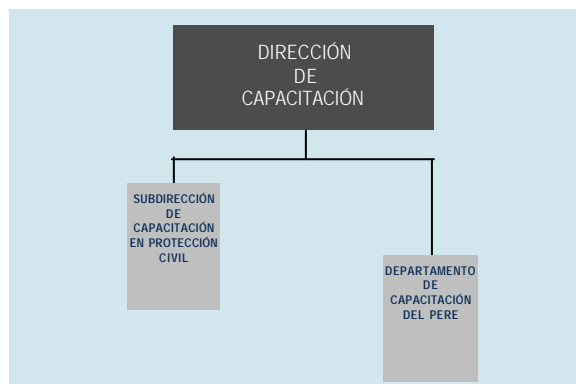 DIRECCIÓN
DE
CAPACITACIÓN
SUBDIRECCIÓN
DE
CAPACITACIÓN
EN PROTECCIÓN
CIVIL
DEPARTAMENTO
DE
CAPACITACIÓN
DEL PERE